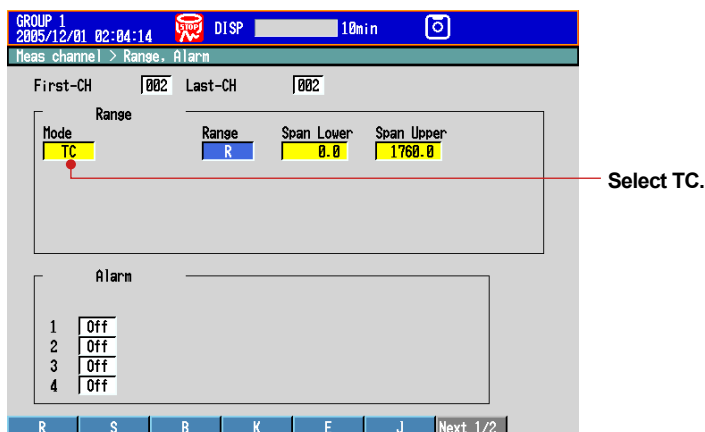 GROUP 1
2005/12/01 02:04:14 STOP DISP 10min
Meas channel > Range, Alarm
First-CH 002 Last-CH 002
Range
Mode Range Span Lower Span Upper
TC R 0.0 1760.0
Select TC.
Alarm
1 Off
2 Off
3 Off
4 Off
R S B K E J Next 1/2